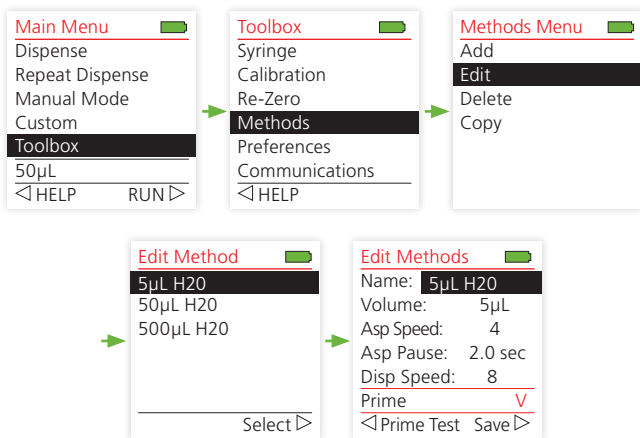 Main Menu
Dispense
Repeat Dispense
Manual Mode
Custom
Toolbox
50µL
◁ HELP RUN ▷
Toolbox
Syringe
Calibration
Re-Zero
Methods
Preferences
Communications
◁ HELP
Methods Menu
Add
Edit
Delete
Copy
Edit Method
5µL H20
50µL H20
500µL H20
Select ▷
Edit Methods
Name: 5µL H20
Volume: 5µL
Asp Speed: 4
Asp Pause: 2.0 sec
Disp Speed: 8
Prime V
◁ Prime Test Save ▷